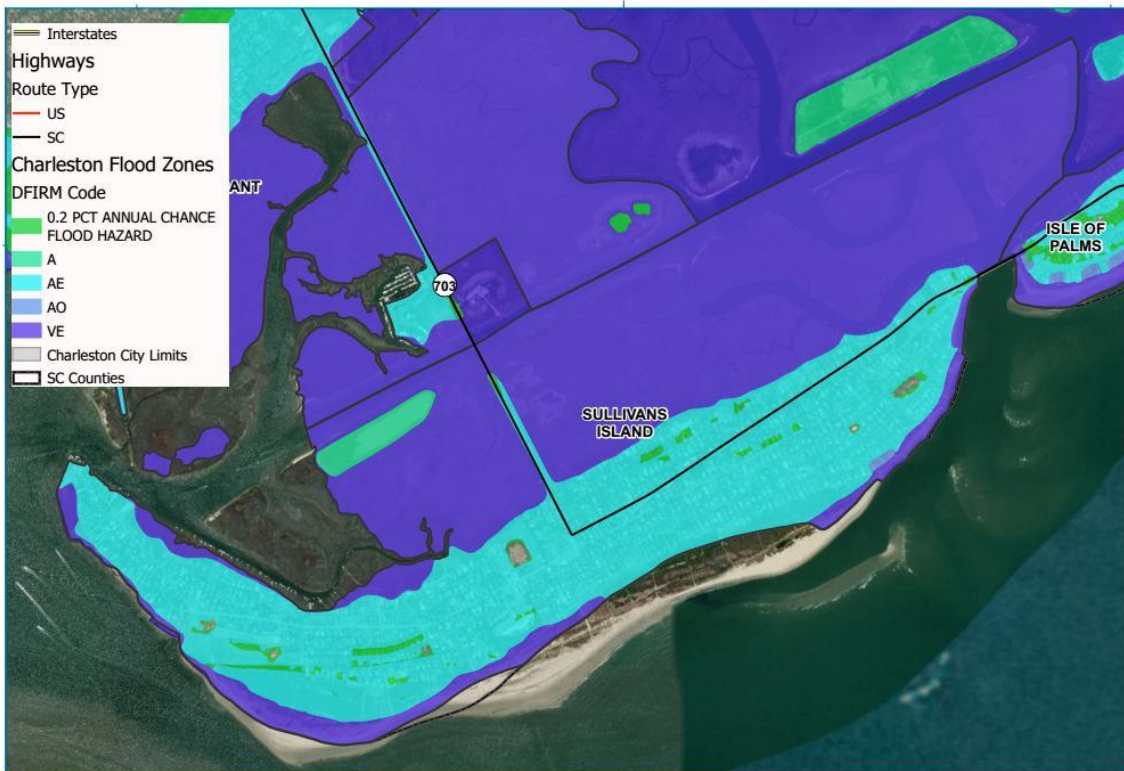 Interstates
Highways
Route Type
US
SC
Charleston Flood Zones
DFIRM Code
0.2 PCT ANNUAL CHANCE
FLOOD HAZARD
A
AE
AO
VE
Charleston City Limits
SC Counties
ANT
703
ISLE OF
PALMS
SULLIVANS
ISLAND